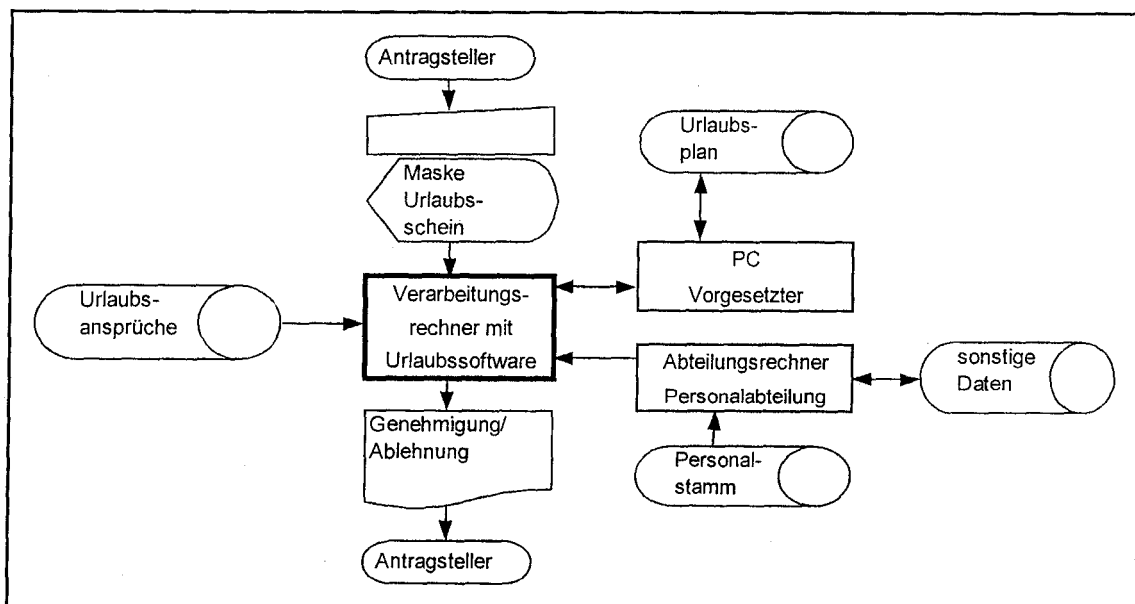 Antragsteller
Maske
Urlaubs-
schein
Urlaubs-
plan
PC
Vorgesetzter
Urlaubs-
ansprüche
Verarbeitungs-
rechner mit
Urlaubssoftware
Abteilungsrechner
Personalabteilung
sonstige
Daten
Genehmigung/
Ablehnung
Personal-
stamm
Antragsteller